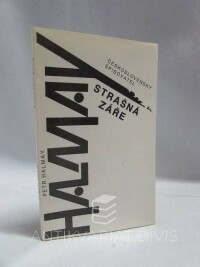 PETR HALMAY
HALMAY
ČESKOSLOVENSKÝ
SPISOVATEL
STRAŠNÁ
ZÁŘE